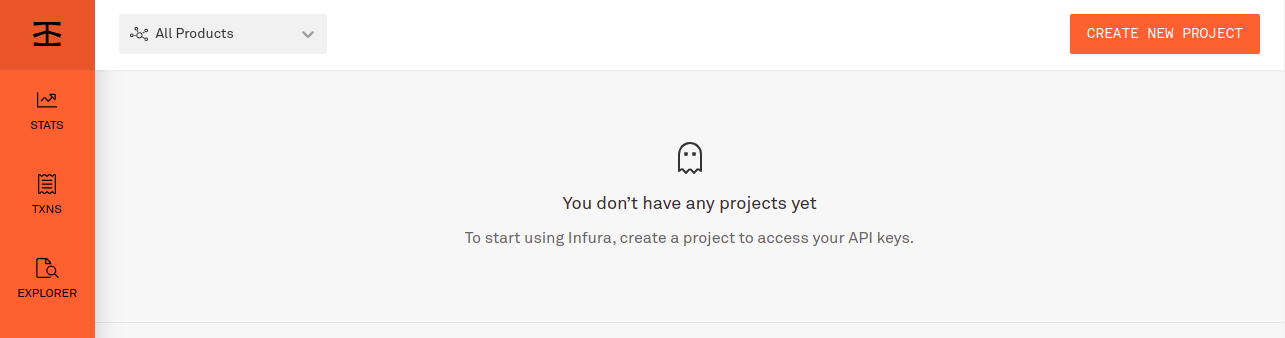 All Products
CREATE NEW PROJECT
STATS
TXNS
EXPLORER
You don’t have any projects yet
To start using Infura, create a project to access your API keys.